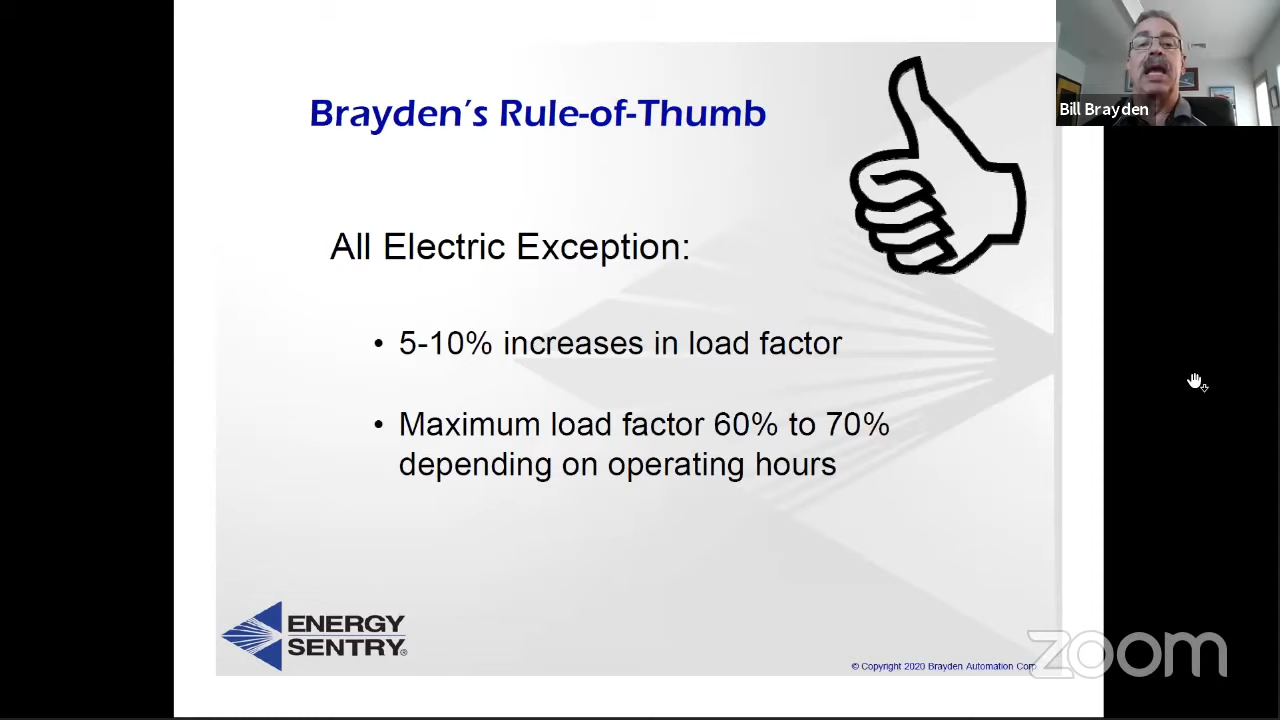 Brayden's Rule-of-Thumb
Bill Brayden
All Electric Exception:
• 5-10% increases in load factor
• Maximum load factor 60% to 70%
depending on operating hours
ENERGY
SENTRY®
© Copyright 2020 Brayden Automation Corp
zoom